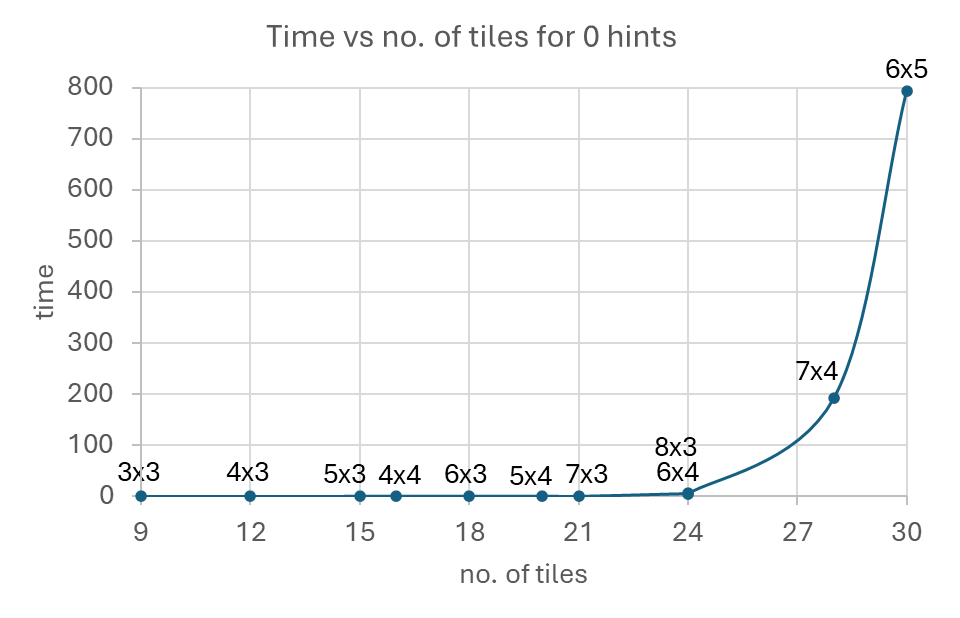 Time vs no. of tiles for 0 hints
6x5
800
700
600
500
400
300
200
100
0
time
7x4
8x3
3x3 4x3 5x3 4x4 6x3 5x4 7x3 6x4
9 12 15 18 21 24 27 30
no. of tiles